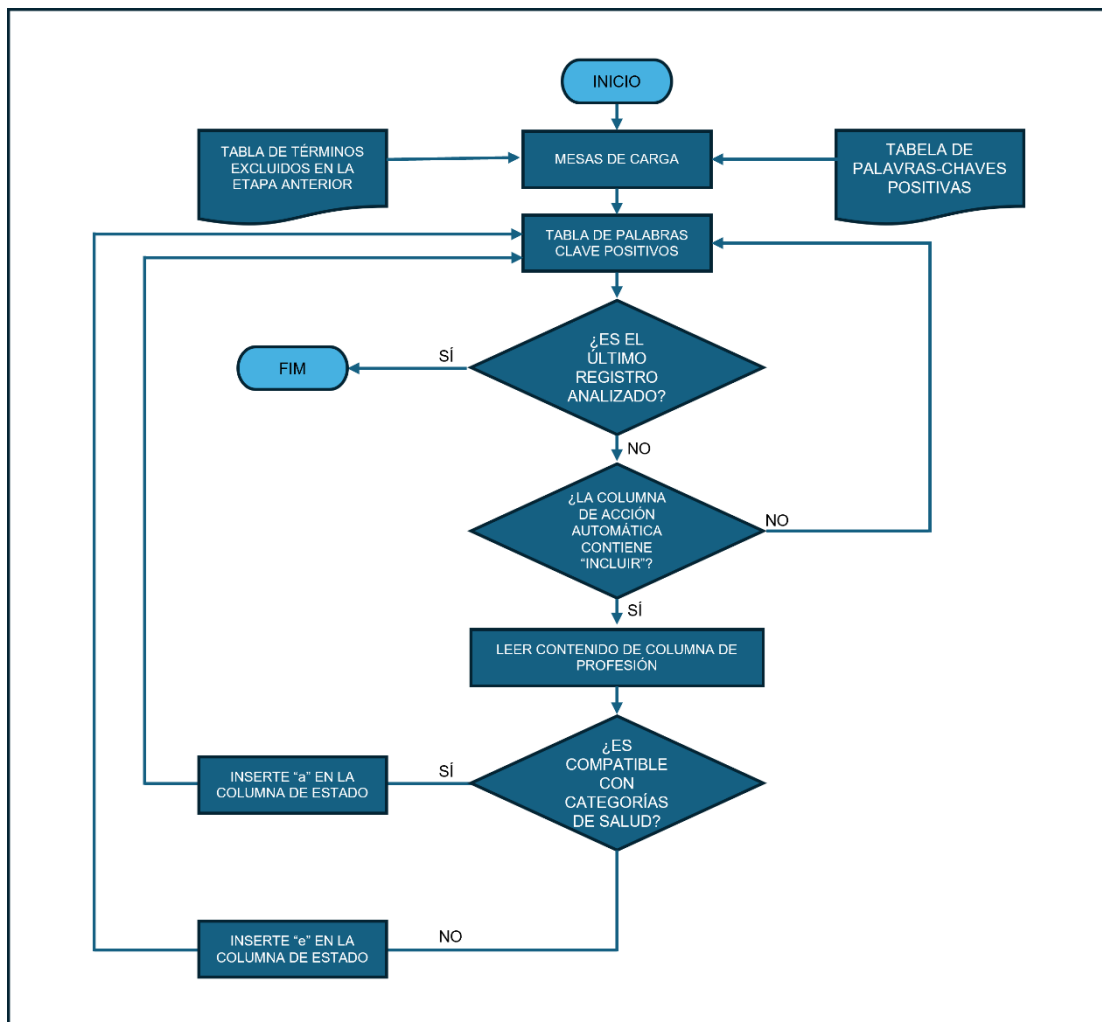 INICIO
TABLA DE TÉRMINOS
EXCLUIDOS EN LA
ETAPA ANTERIOR
MESAS DE CARGA
TABELA DE
PALAVRAS-CHAVES
POSITIVAS
TABLA DE PALABRAS
CLAVE POSITIVOS
¿ES EL
ÚLTIMO
REGISTRO
ANALIZADO?
SÍ
FIM
NO
¿LA COLUMNA
DE ACCIÓN
AUTOMÁTICA
CONTIENE
“INCLUIR”?
NO
SÍ
LEER CONTENIDO DE COLUMNA DE
PROFESIÓN
¿ES
COMPATIBLE
CON
CATEGORÍAS
DE SALUD?
SÍ
INSERTE “a” EN LA
COLUMNA DE ESTADO
NO
INSERTE “e” EN LA
COLUMNA DE ESTADO